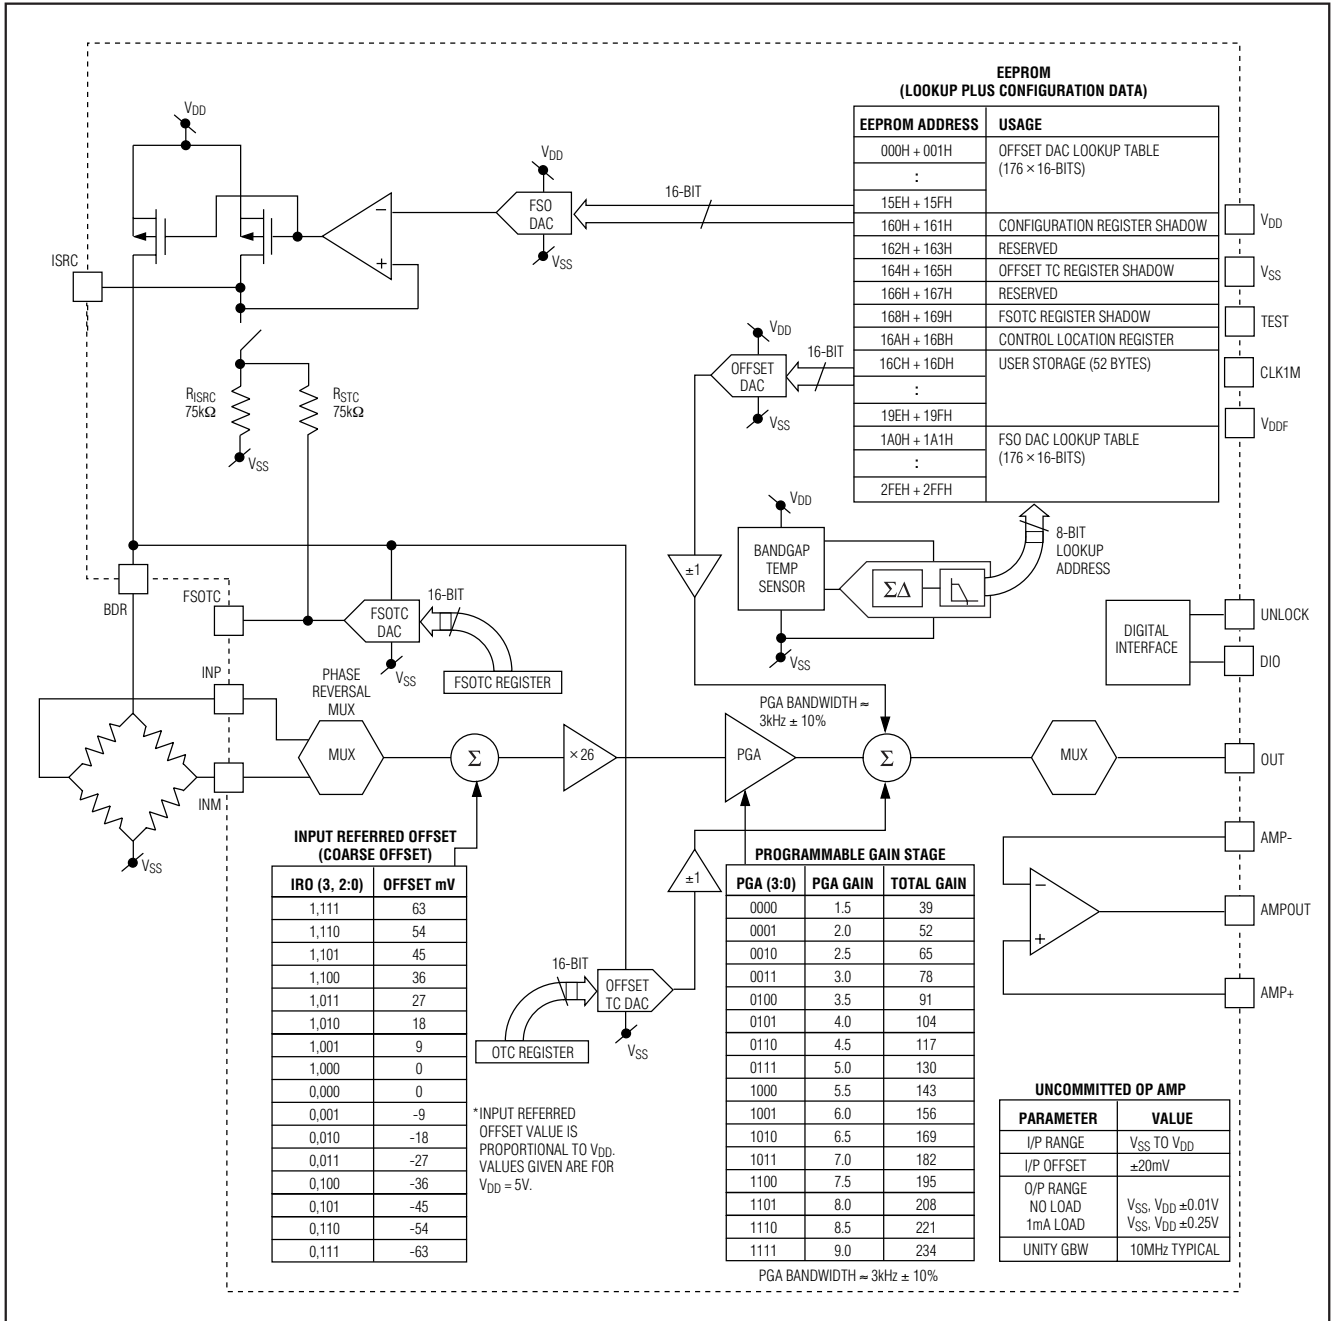 EEPROM
(LOOKUP PLUS CONFIGURATION DATA)
EEPROM ADDRESS USAGE
000H + 001H OFFSET DAC LOOKUP TABLE
(176 × 16-BITS)
:
15EH + 15FH
160H + 161H CONFIGURATION REGISTER SHADOW
162H + 163H RESERVED
164H + 165H OFFSET TC REGISTER SHADOW
166H + 167H RESERVED
168H + 169H FSOTC REGISTER SHADOW
16AH + 16BH CONTROL LOCATION REGISTER
16CH + 16DH USER STORAGE (52 BYTES)
:
19EH + 19FH
1A0H + 1A1H FSO DAC LOOKUP TABLE
(176 × 16-BITS)
:
2FEH + 2FFH
VDD
VDD
FSO
DAC
VSS
16-BIT
−
+
ISRC
RISRC
75kΩ
RSTC
75kΩ
VSS
VDD
OFFSET
DAC
VSS
16-BIT
VDD
VSS
TEST
CLK1M
VDDF
VDD
BANDGAP
TEMP
SENSOR
ΣΔ
VSS
8-BIT
LOOKUP
ADDRESS
±1
BDR
FSOTC
FSOTC
DAC
16-BIT
VSS
FSOTC REGISTER
DIGITAL
INTERFACE
UNLOCK
DIO
INP
INM
VSS
PHASE
REVERSAL
MUX
MUX
Σ
×26
PGA BANDWIDTH ≈
3kHz ± 10%
PGA
Σ
MUX
OUT
INPUT REFERRED OFFSET
(COARSE OFFSET)
IRO (3, 2:0) OFFSET mV
1,111 63
1,110 54
1,101 45
1,100 36
1,011 27
1,010 18
1,001 9
1,000 0
0,000 0
0,001 -9
0,010 -18
0,011 -27
0,100 -36
0,101 -45
0,110 -54
0,111 -63
*INPUT REFERRED
OFFSET VALUE IS
PROPORTIONAL TO VDD.
VALUES GIVEN ARE FOR
VDD = 5V.
±1
16-BIT
OFFSET
TC DAC
VSS
OTC REGISTER
PROGRAMMABLE GAIN STAGE
PGA (3:0) PGA GAIN TOTAL GAIN
0000 1.5 39
0001 2.0 52
0010 2.5 65
0011 3.0 78
0100 3.5 91
0101 4.0 104
0110 4.5 117
0111 5.0 130
1000 5.5 143
1001 6.0 156
1010 6.5 169
1011 7.0 182
1100 7.5 195
1101 8.0 208
1110 8.5 221
1111 9.0 234
PGA BANDWIDTH ≈ 3kHz ± 10%
AMP-
−
+
AMPOUT
AMP+
UNCOMMITTED OP AMP
PARAMETER VALUE
I/P RANGE VSS TO VDD
I/P OFFSET ±20mV
O/P RANGE
NO LOAD VSS, VDD ±0.01V
1mA LOAD VSS, VDD ±0.25V
UNITY GBW 10MHz TYPICAL